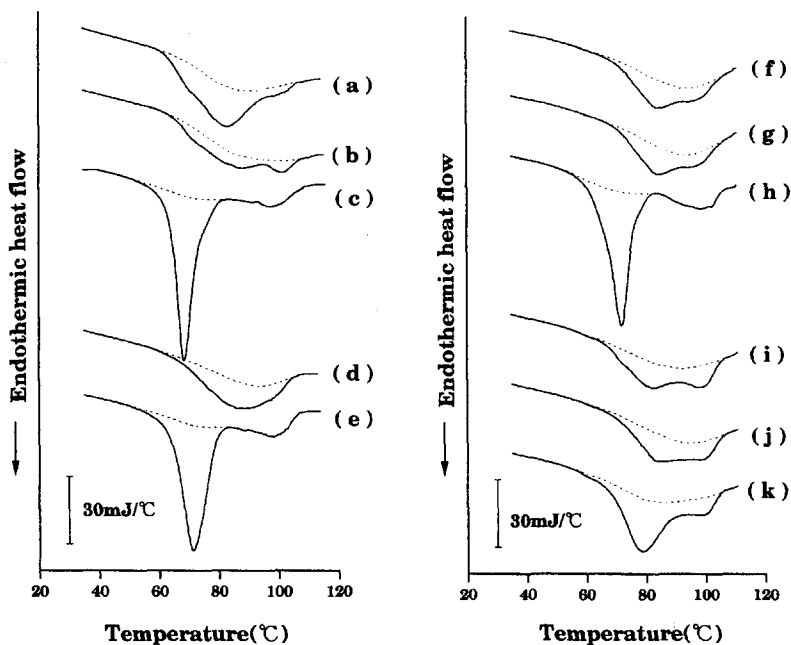 (a)
(b)
(c)
(d)
(e)
30mJ/℃
Endothermic heat flow
20 40 60 80 100 120
Temperature(℃)
(f)
(g)
(h)
(i)
(j)
(k)
30mJ/℃
Endothermic heat flow
20 40 60 80 100 120
Temperature(℃)